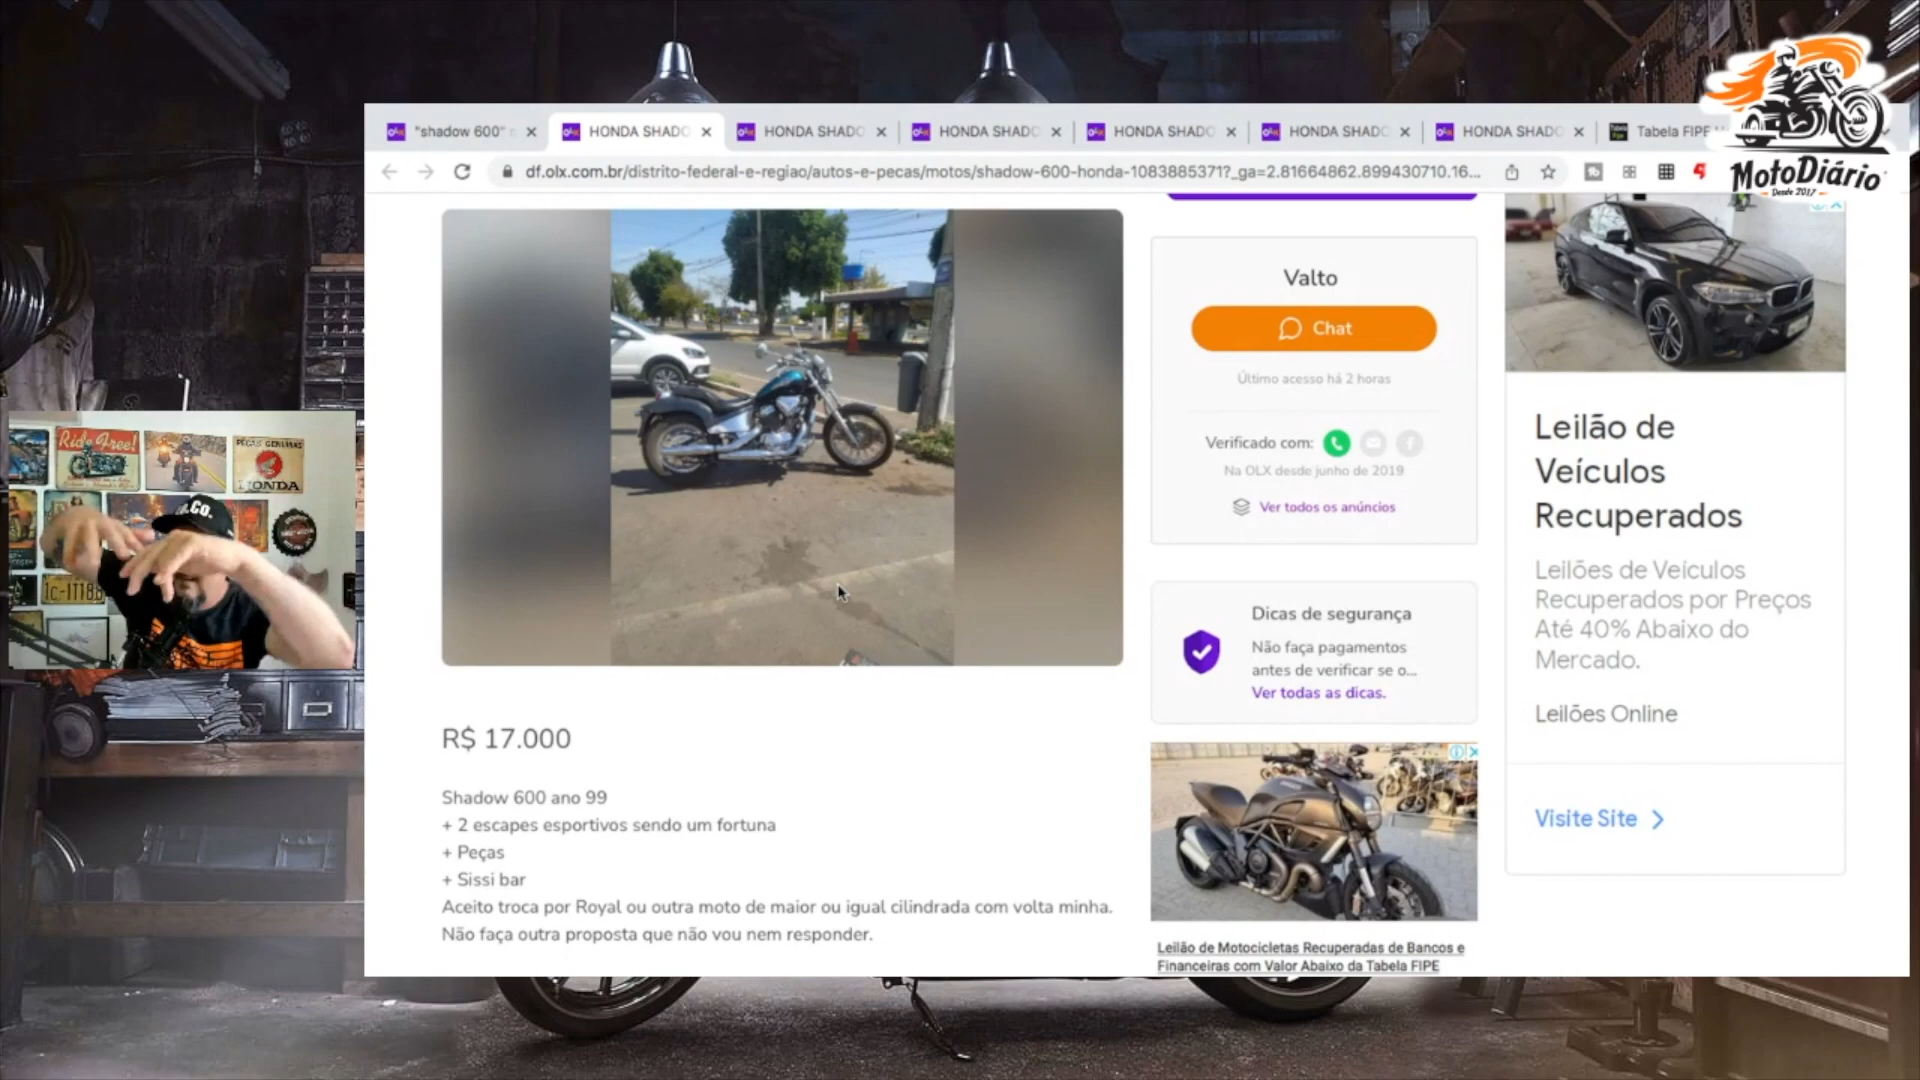 "shadow 600"
HONDA SHADO
HONDA SHADO
HONDA SHADO
HONDA SHADO
HONDA SHADO
HONDA SHADO
Tabela FIPE
df.olx.com.br/distrito-federal-e-regiao/autos-e-pecas/motos/shadow-600-honda-1083885371?_ga=2.81664862.899430710.16...
MotoDiário
Desde 2017
Valto
Chat
Último acesso há 2 horas
Verificado com:
Na OLX desde junho de 2019
Ver todos os anúncios
Dicas de segurança
Não faça pagamentos
antes de verificar se o...
Ver todas as dicas.
Leilão de
Veículos
Recuperados
Leilões de Veículos
Recuperados por Preços
Até 40% Abaixo do
Mercado.
Leilões Online
Visite Site
Leilão de Motocicletas Recuperadas de Bancos e
Financeiras com Valor Abaixo da Tabela FIPE
R$ 17.000
Shadow 600 ano 99
+ 2 escapes esportivos sendo um fortuna
+ Peças
+ Sissi bar
Aceito troca por Royal ou outra moto de maior ou igual cilindrada com volta minha.
Não faça outra proposta que não vou nem responder.
Ride Free!
PEÇAS GENUÍNAS
HONDA
.Co.
1c-1118